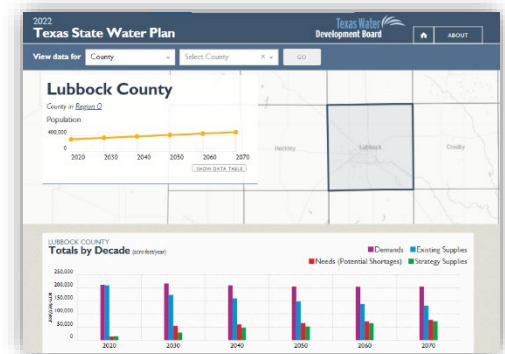 2022
Texas State Water Plan
Texas Water
Development Board
ABOUT
View data for County Select County × GO
Lubbock County
County in Region O
Population
400,000
0
2020 2030 2040 2050 2060 2070
SHOW DATA TABLE
Hockley Lubbock Crosby
LUBBOCK COUNTY
Totals by Decade (acre-feet/year)
Demands Existing Supplies
Needs (Potential Shortages) Strategy Supplies
250,000
200,000
150,000
100,000
50,000
0
acre-feet/year
2020 2030 2040 2050 2060 2070